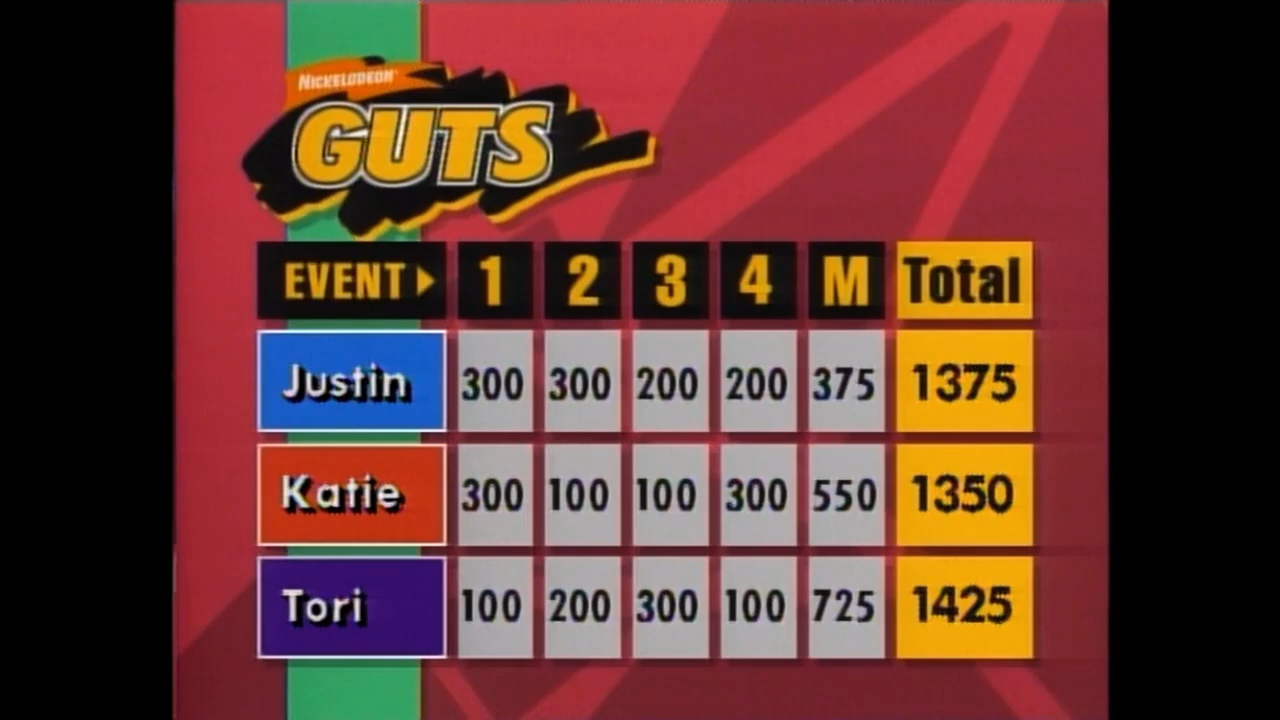 NICKELODEON
GUTS
EVENT 1 2 3 4 M Total
Justin 300 300 200 200 375 1375
Katie 300 100 100 300 550 1350
Tori 100 200 300 100 725 1425